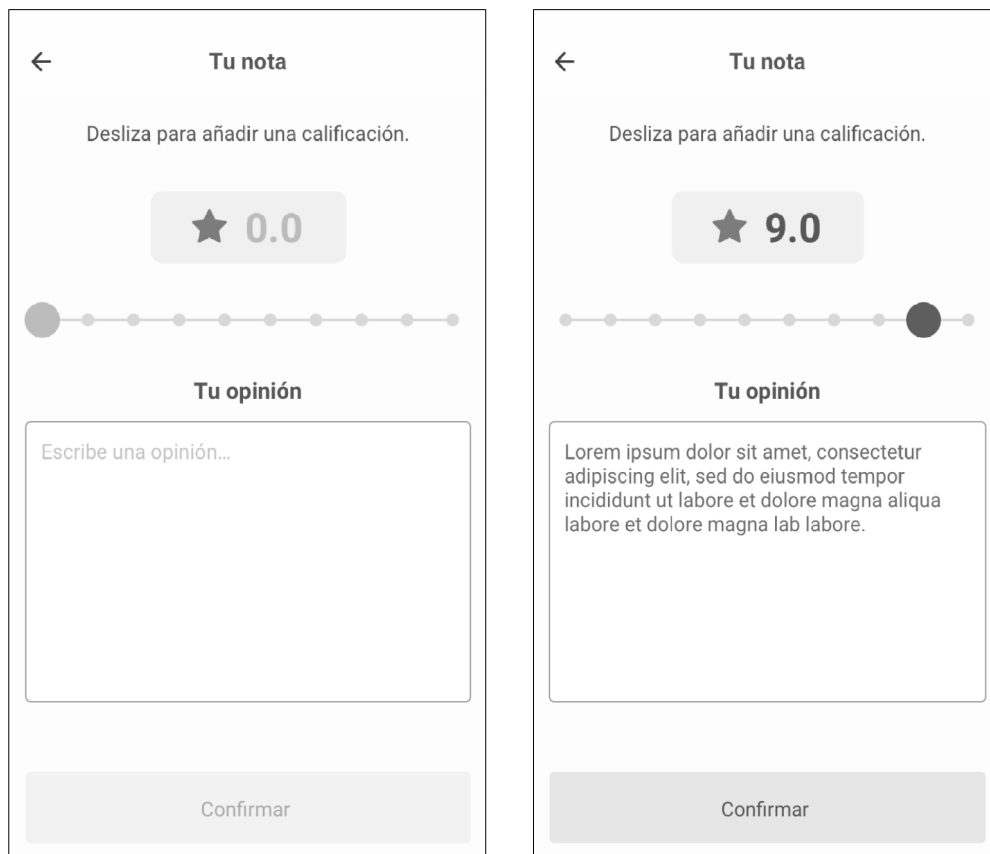 Tu nota
Desliza para añadir una calificación.
0.0
Tu opinión
Escribe una opinión...
Confirmar
Tu nota
Desliza para añadir una calificación.
9.0
Tu opinión
Lorem ipsum dolor sit amet, consectetur
adipiscing elit, sed do eiusmod tempor
incididunt ut labore et dolore magna aliqua
labore et dolore magna lab labore.
Confirmar